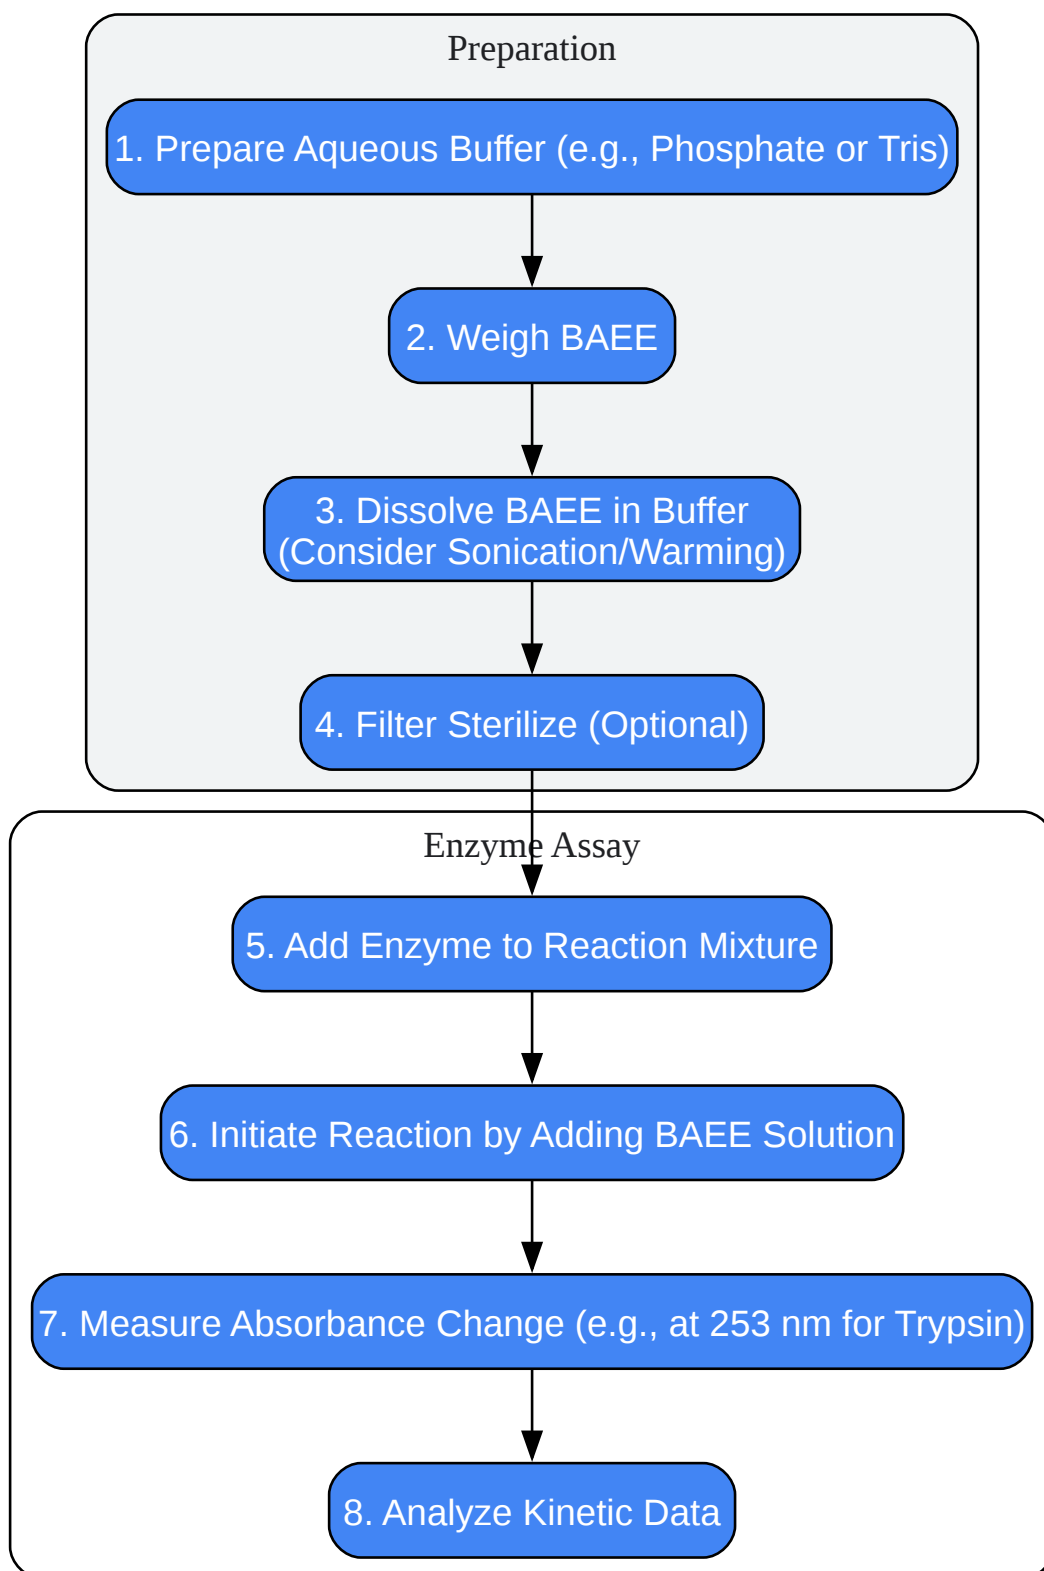 Preparation
1. Prepare Aqueous Buffer (e.g., Phosphate or Tris)
2. Weigh BAEE
3. Dissolve BAEE in Buffer
(Consider Sonication/Warming)
4. Filter Sterilize (Optional)
Enzyme Assay
5. Add Enzyme to Reaction Mixture
6. Initiate Reaction by Adding BAEE Solution
7. Measure Absorbance Change (e.g., at 253 nm for Trypsin)
8. Analyze Kinetic Data